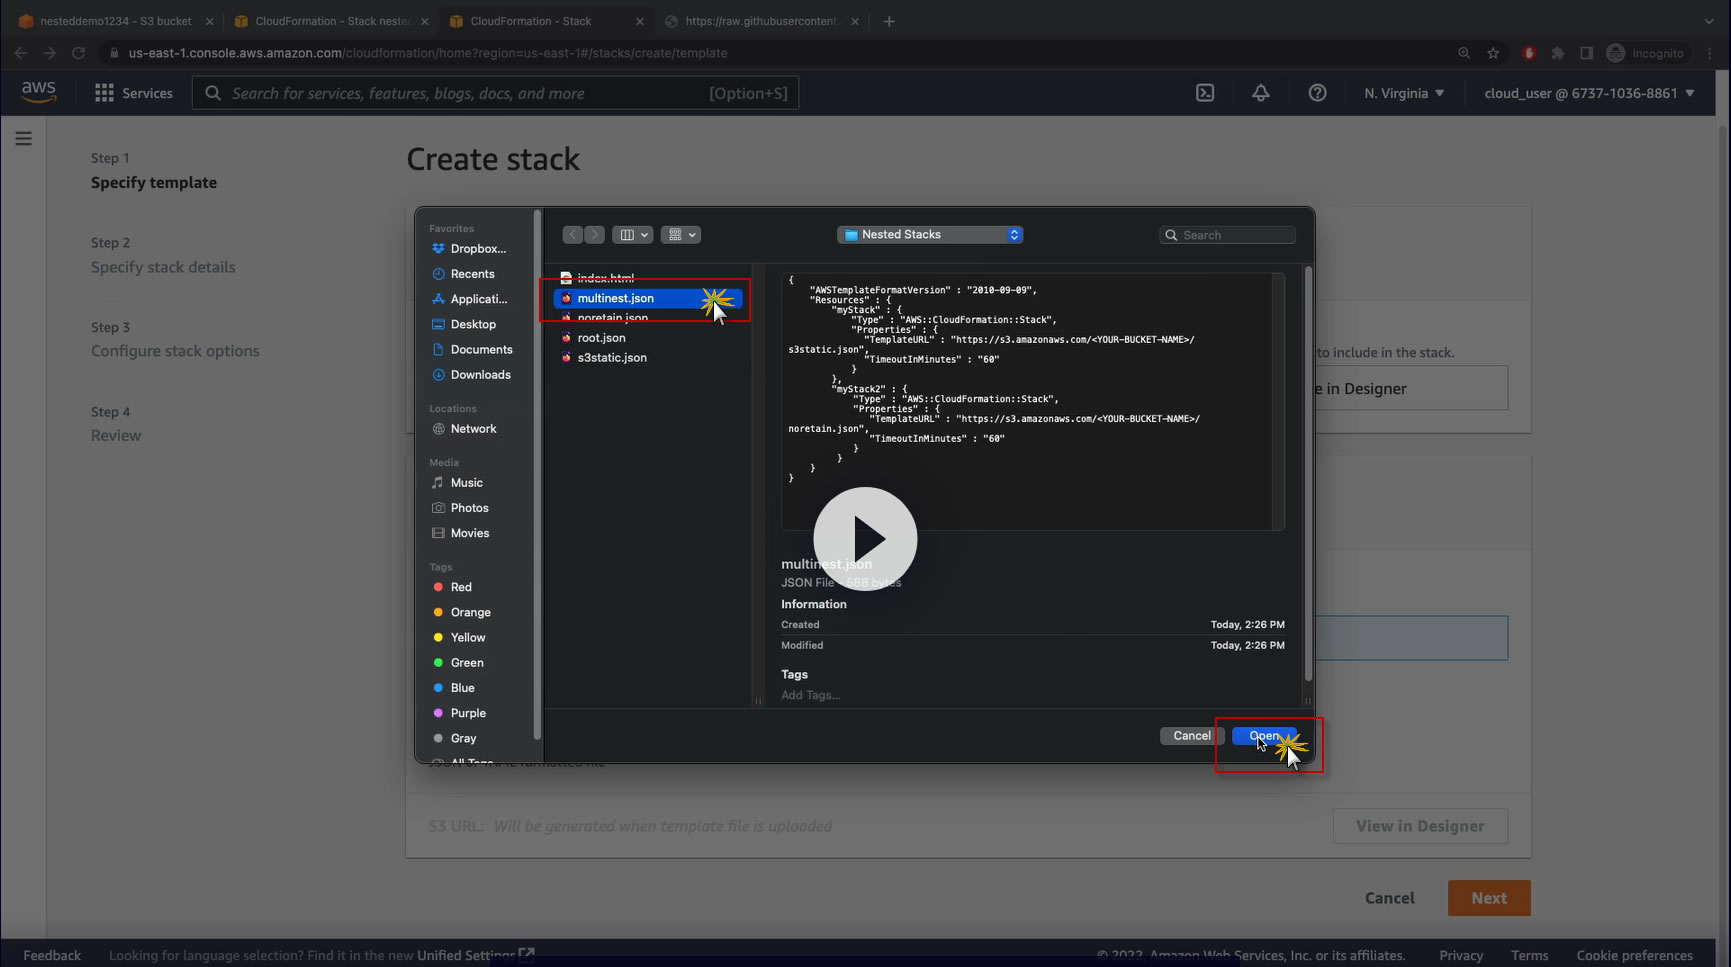 nesteddemo1234 - S3 bucket
CloudFormation - Stack neste
CloudFormation - Stack
https://raw.githubusercontent.
us-east-1.console.aws.amazon.com/cloudformation/home?region=us-east-1#/stacks/create/template
Incognito
aws
Services
Search for services, features, blogs, docs, and more
[Option+S]
N. Virginia
cloud_user @ 6737-1036-8861
Step 1
Specify template
Step 2
Specify stack details
Step 3
Configure stack options
Step 4
Review
Create stack
Favorites
Dropbox...
Recents
Applicati...
Desktop
Documents
Downloads
Locations
Network
Media
Music
Photos
Movies
Tags
Red
Orange
Yellow
Green
Blue
Purple
Gray
All Tags
Nested Stacks
Search
index.html
multinest.json
noretain.json
root.json
s3static.json
{
"AWSTemplateFormatVersion" : "2010-09-09",
"Resources" : {
"myStack" : {
"Type" : "AWS::CloudFormation::Stack",
"Properties" : {
"TemplateURL" : "https://s3.amazonaws.com/<YOUR-BUCKET-NAME>/
s3static.json",
"TimeoutInMinutes" : "60"
}
},
"myStack2" : {
"Type" : "AWS::CloudFormation::Stack",
"Properties" : {
"TemplateURL" : "https://s3.amazonaws.com/<YOUR-BUCKET-NAME>/
noretain.json",
"TimeoutInMinutes" : "60"
}
}
}
}
multinest.json
JSON File - 588 bytes
Information
Created
Today, 2:26 PM
Modified
Today, 2:26 PM
Tags
Add Tags...
Cancel
Open
to include in the stack.
e in Designer
JSON or YAML formatted file
S3 URL: Will be generated when template file is uploaded
View in Designer
Cancel
Next
Feedback
Looking for language selection? Find it in the new Unified Settings
© 2022, Amazon Web Services, Inc. or its affiliates.
Privacy
Terms
Cookie preferences